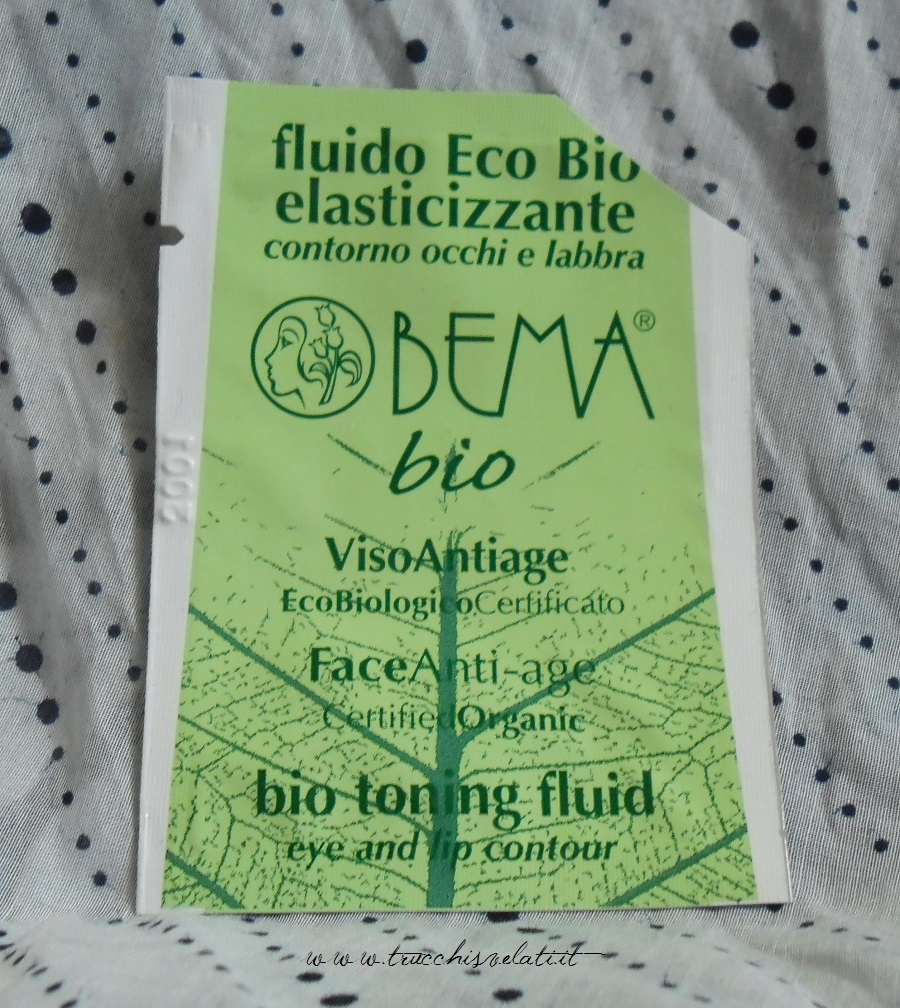 fluido Eco Bio
elasticizzante
contorno occhi e labbra
BEMA®
bio
VisoAntiage
EcoBiologicoCertificato
FaceAnti-age
CertifiedOrganic
bio toning fluid
eye and lip contour
2001
www.trucchisvelati.it